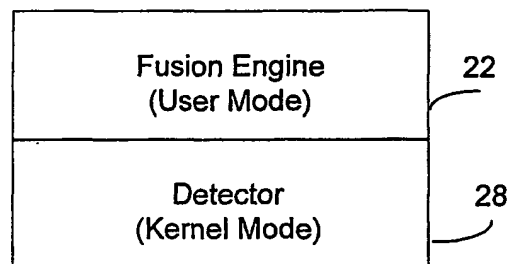 Fusion Engine
(User Mode)
22
Detector
(Kernel Mode)
28